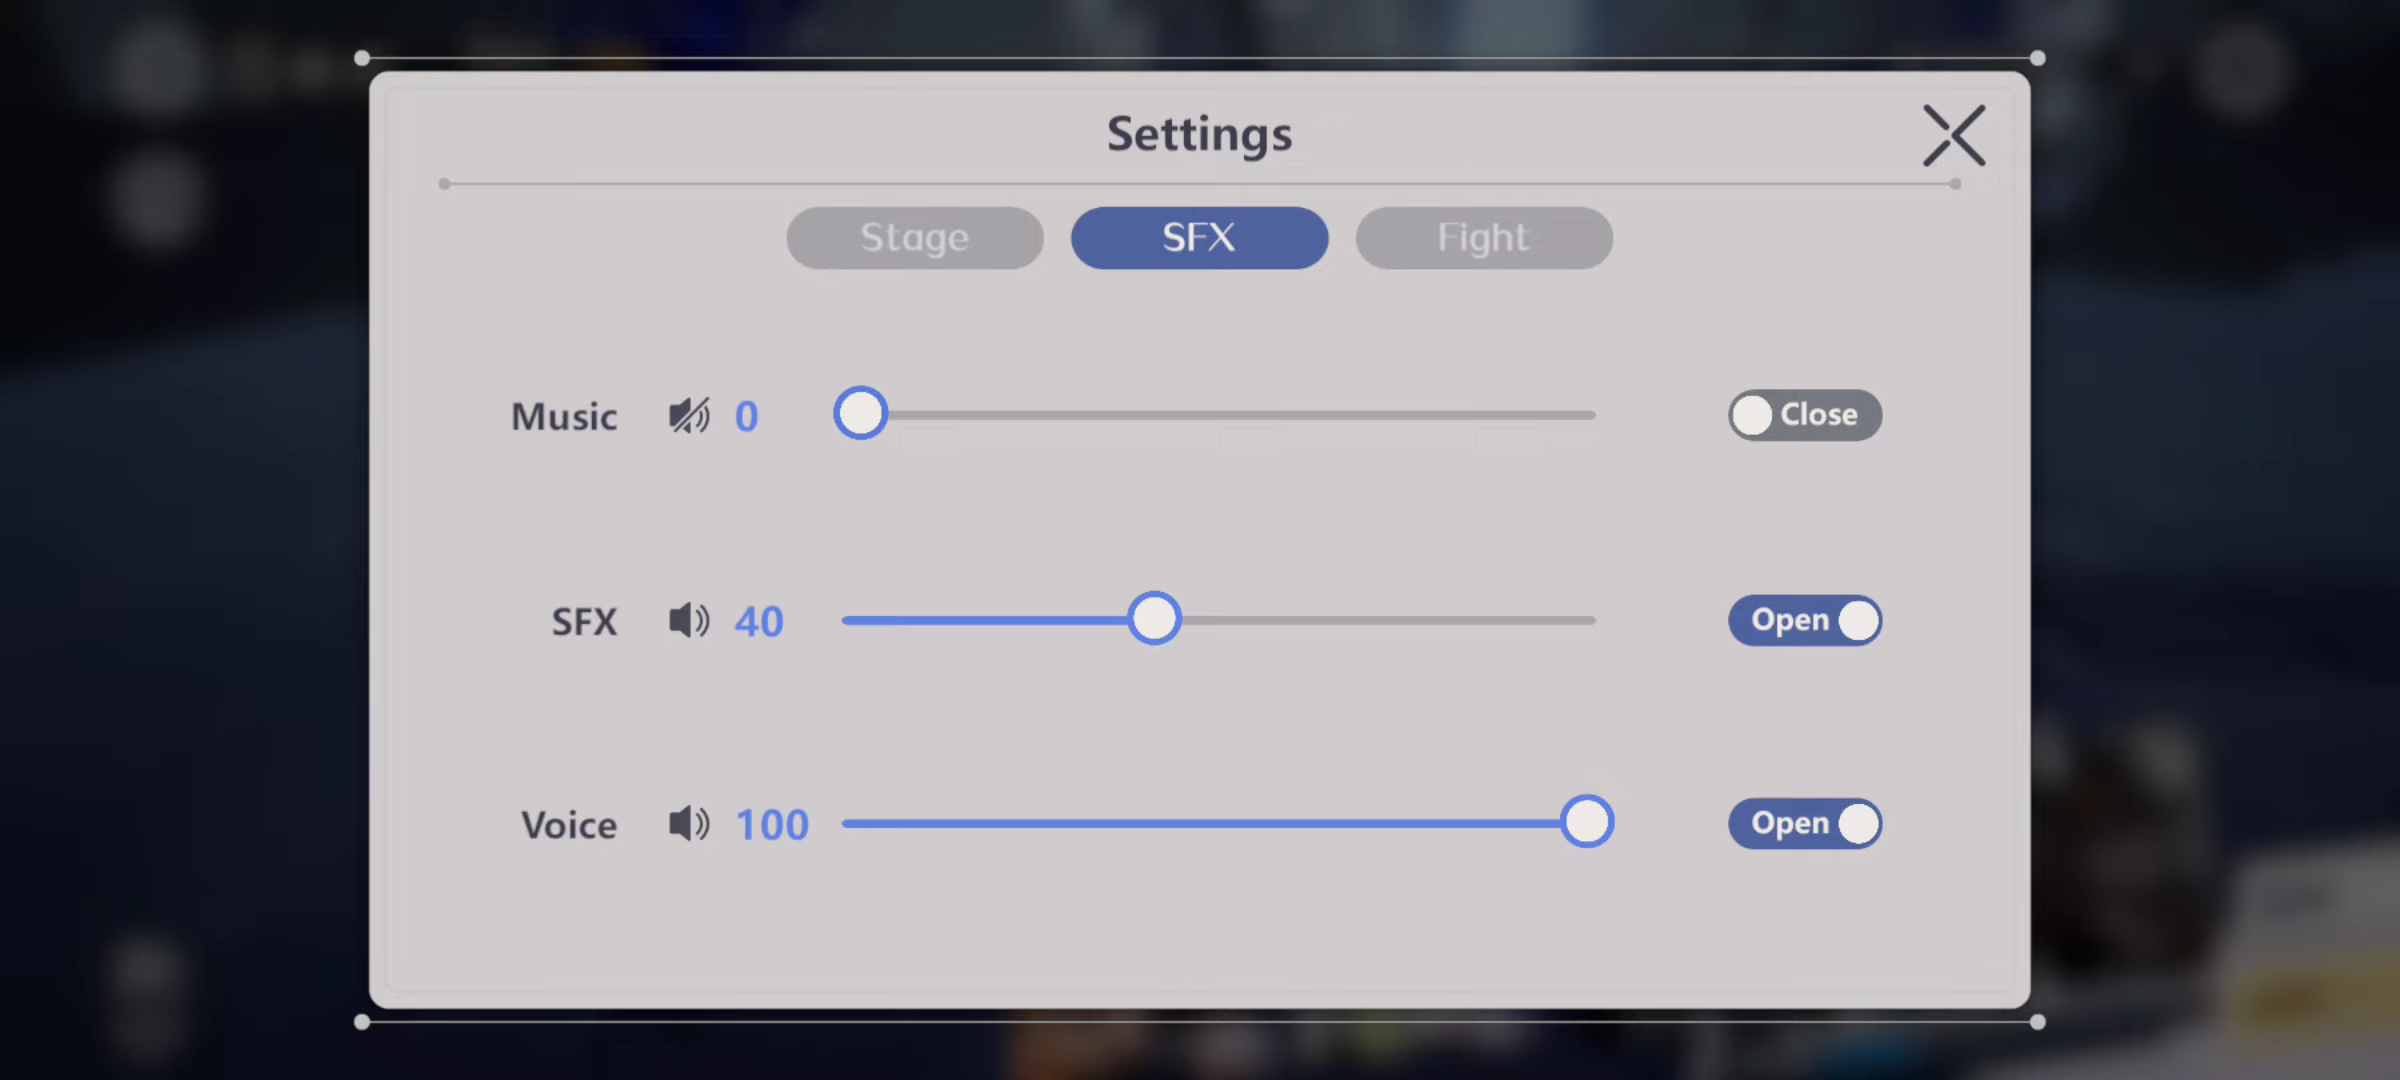 Settings
Stage SFX Fight
Music 0 Close
SFX 40 Open
Voice 100 Open